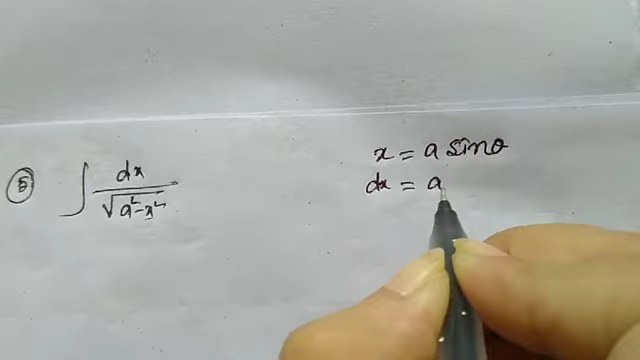 ⑤ ∫ dx / √(a²-x²)
x = a sinθ
dx = a